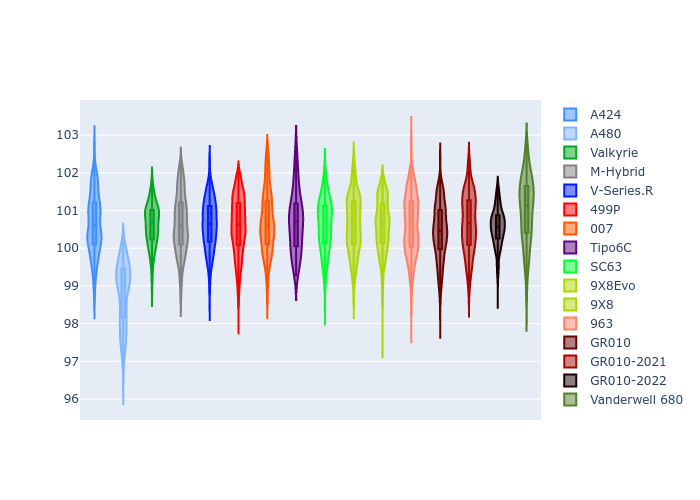 103
102
101
100
99
98
97
96
A424
A480
Valkyrie
M-Hybrid
V-Series.R
499P
007
Tipo6C
SC63
9X8Evo
9X8
963
GR010
GR010-2021
GR010-2022
Vanderwell 680